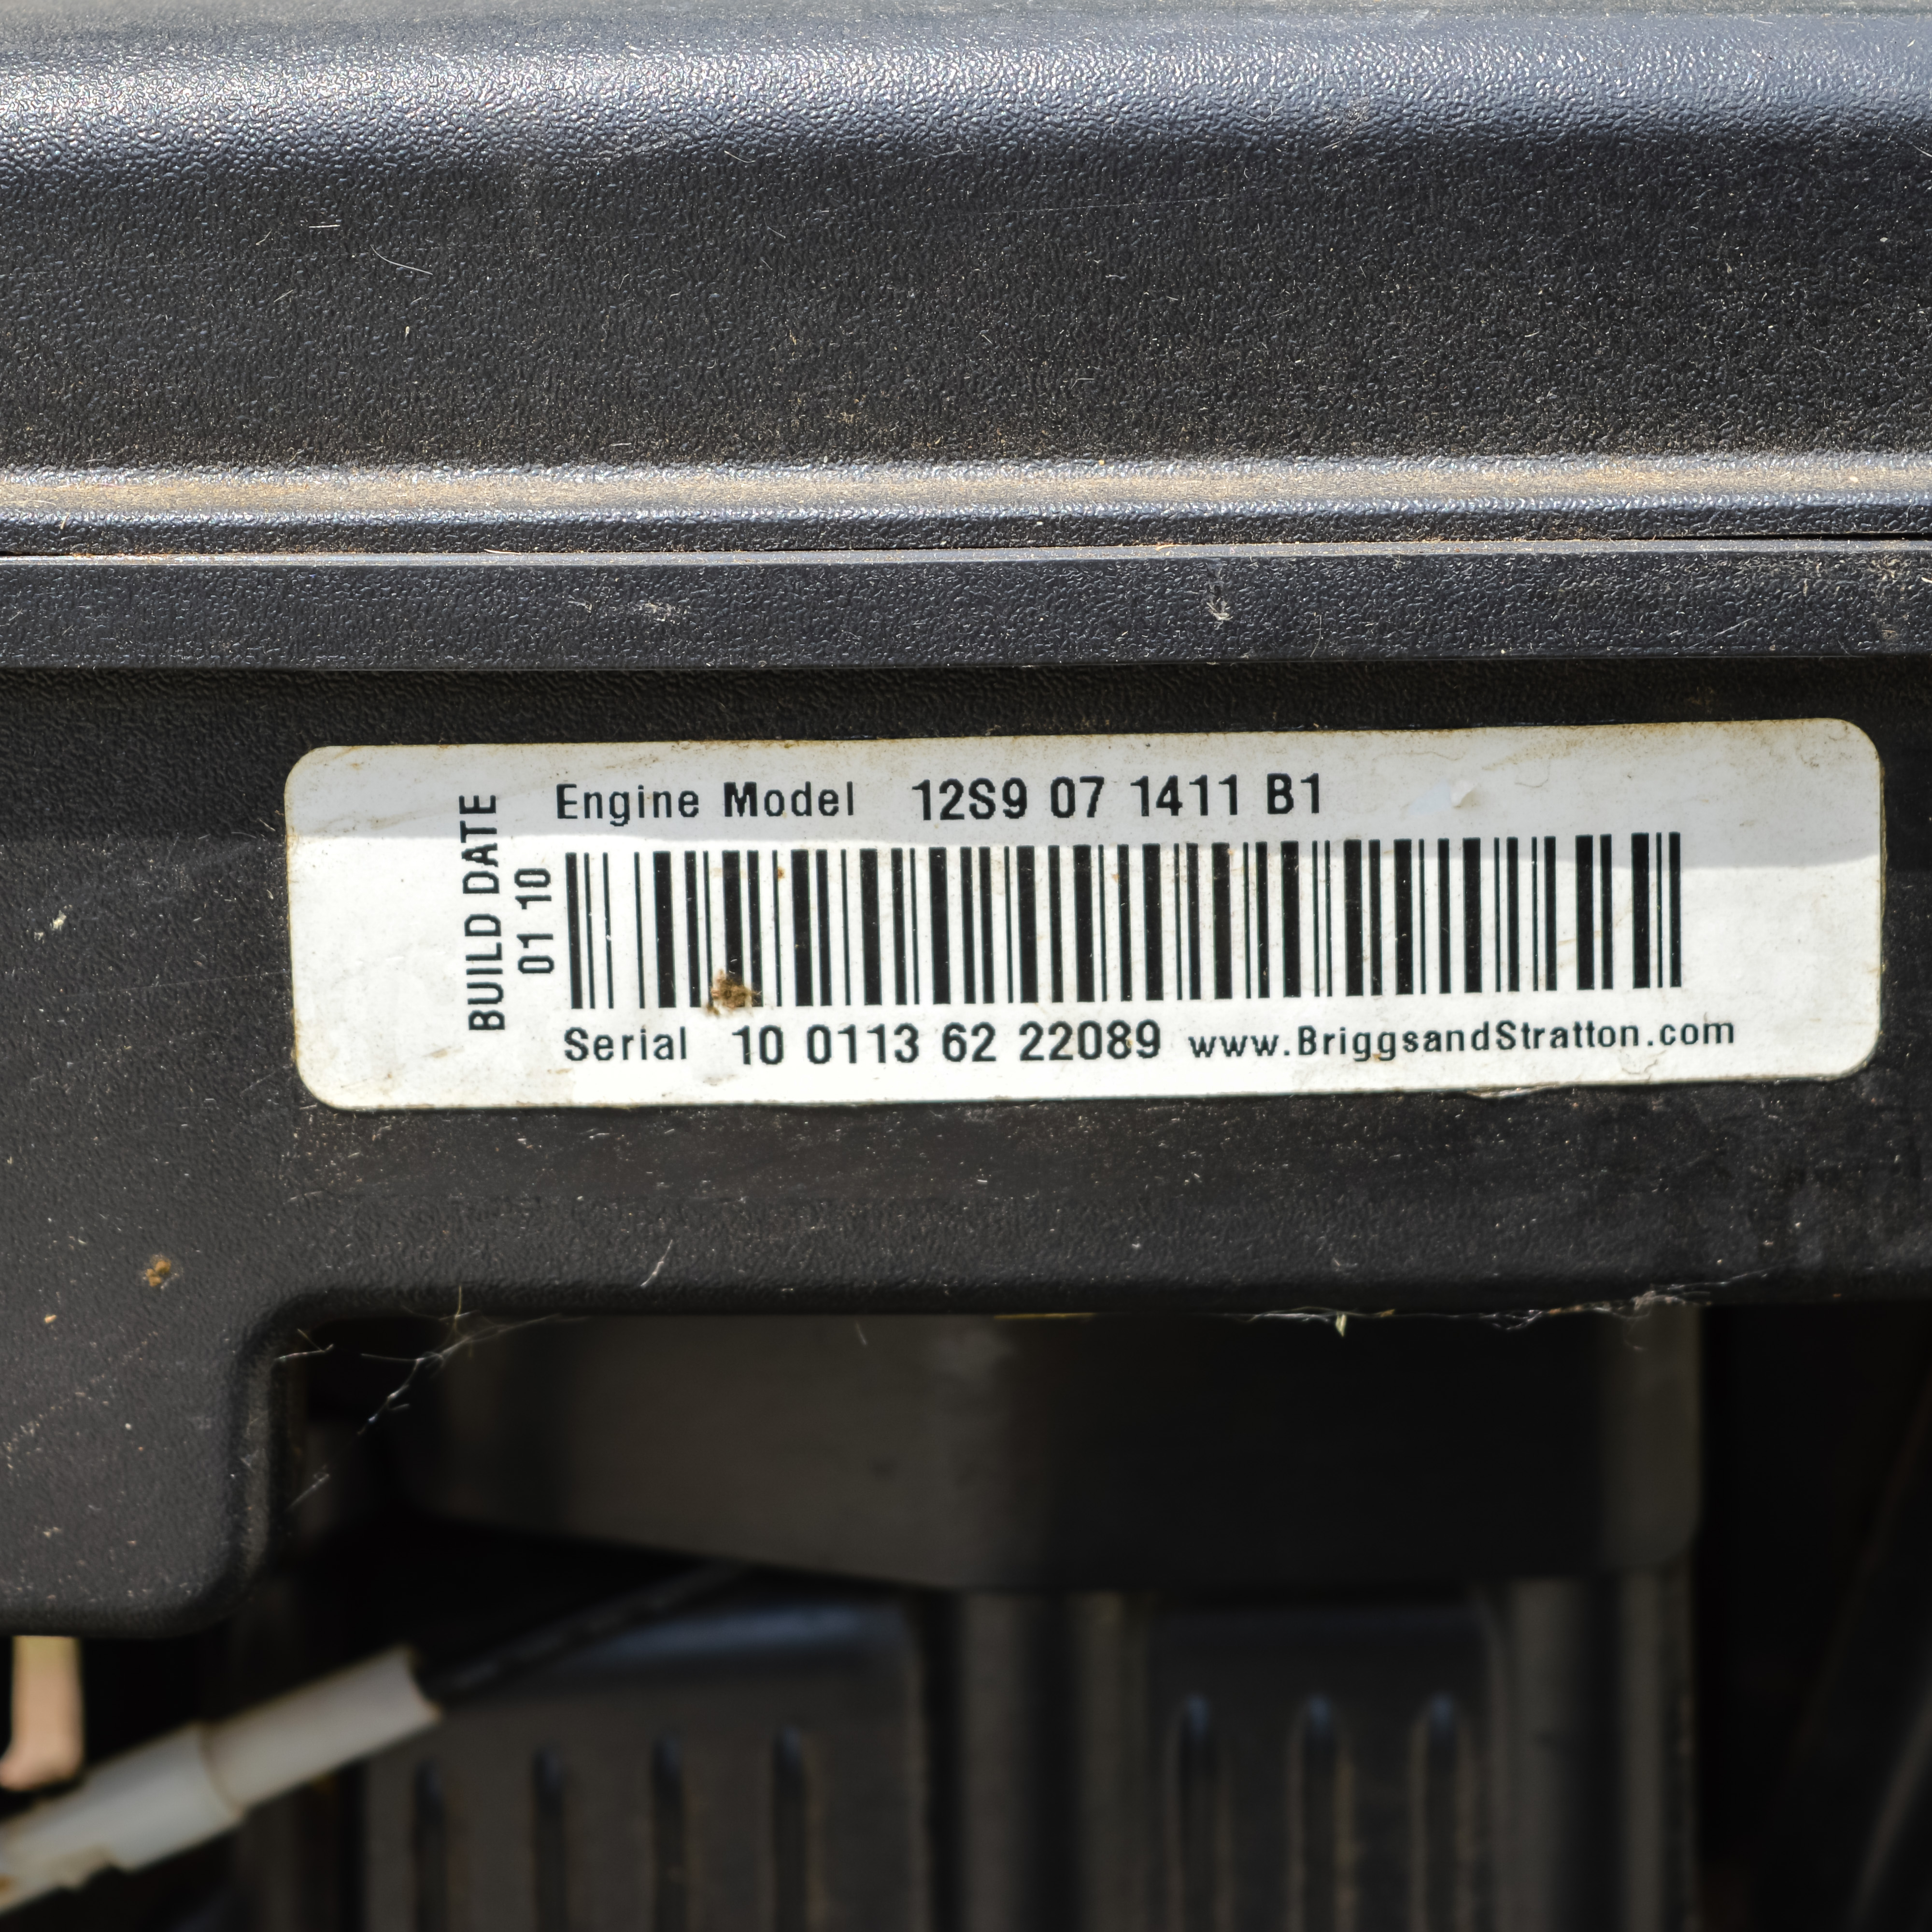 BUILD DATE
01 10
Engine Model 12S9 07 1411 B1
Serial 10 0113 62 22089 www.BriggsandStratton.com